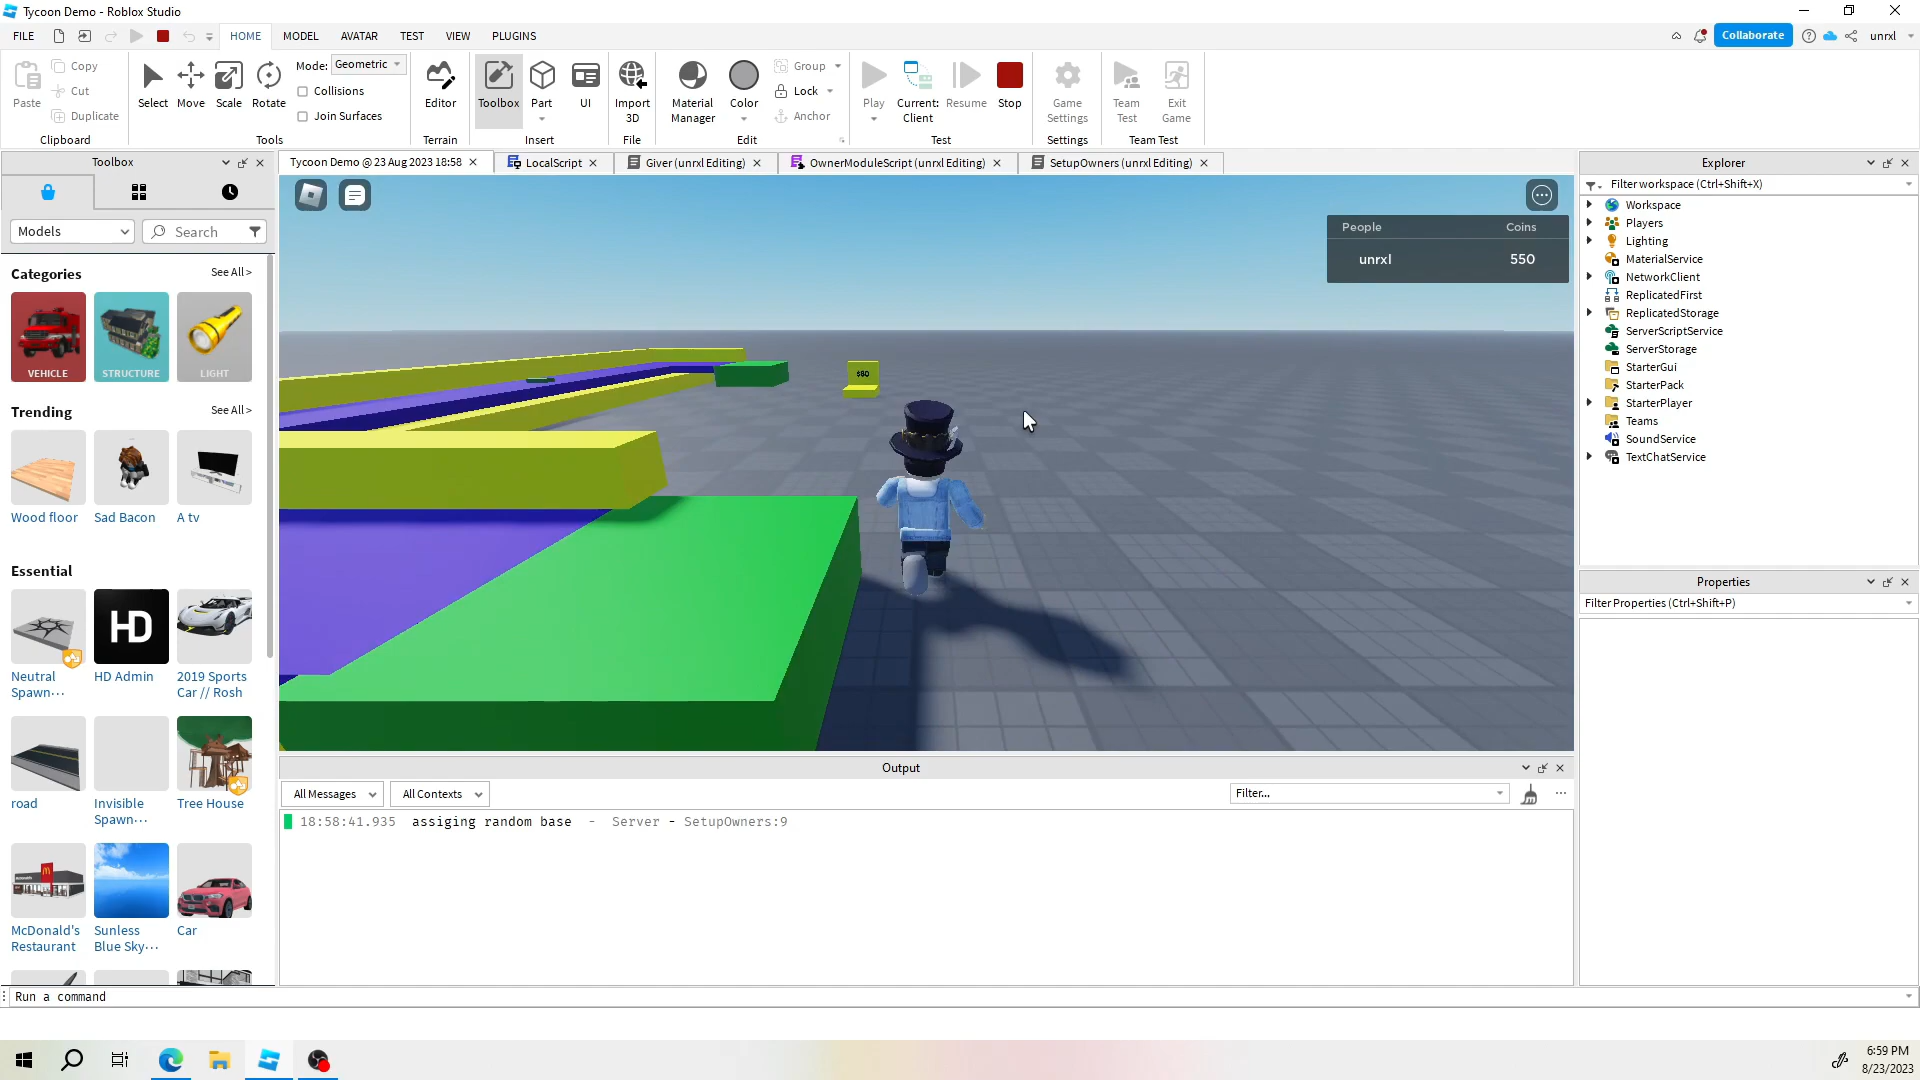 Tycoon Demo - Roblox Studio
FILE
HOME
MODEL
AVATAR
TEST
VIEW
PLUGINS
Collaborate
unrxl
Paste
Copy
Cut
Duplicate
Clipboard
Select
Move
Scale
Rotate
Mode:
Geometric
Collisions
Join Surfaces
Tools
Editor
Terrain
Toolbox
Part
UI
Insert
Import
3D
File
Material
Manager
Color
Group
Lock
Anchor
Edit
Play
Current:
Client
Resume
Stop
Test
Game
Settings
Settings
Team
Test
Exit
Game
Team Test
Toolbox
Models
Search
Categories
See All >
VEHICLE
STRUCTURE
LIGHT
Trending
See All >
Wood floor
Sad Bacon
A tv
Essential
HD
Neutral
Spawn...
HD Admin
2019 Sports
Car // Rosh
road
Invisible
Spawn...
Tree House
McDonald's
Restaurant
Sunless
Blue Sky...
Car
Tycoon Demo @ 23 Aug 2023 18:58
LocalScript
Giver (unrxl Editing)
OwnerModuleScript (unrxl Editing)
SetupOwners (unrxl Editing)
People
Coins
unrxl
550
Output
All Messages
All Contexts
Filter...
18:58:41.935 assiging random base - Server - SetupOwners:9
Explorer
Filter workspace (Ctrl+Shift+X)
Workspace
Players
Lighting
MaterialService
NetworkClient
ReplicatedFirst
ReplicatedStorage
ServerScriptService
ServerStorage
StarterGui
StarterPack
StarterPlayer
Teams
SoundService
TextChatService
Properties
Filter Properties (Ctrl+Shift+P)
Run a command
6:59 PM
8/23/2023